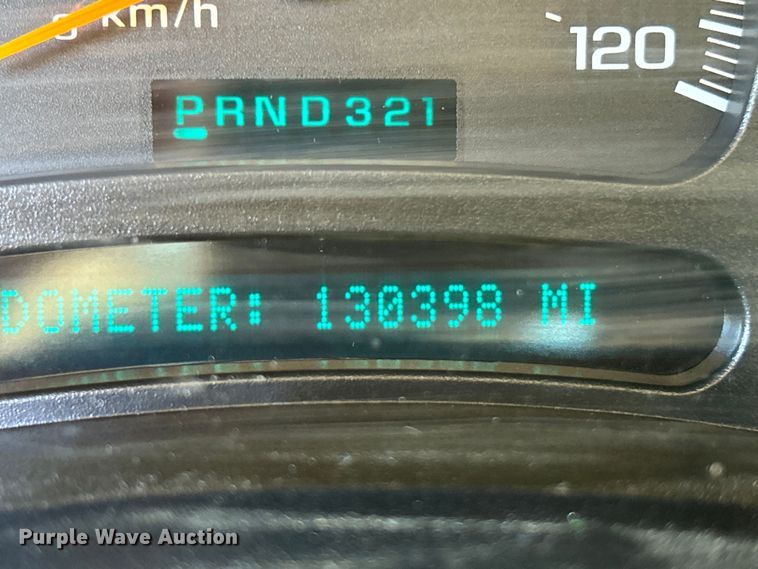 km/h
120
PRND321
DOMETER: 130398 MI
Purple Wave Auction